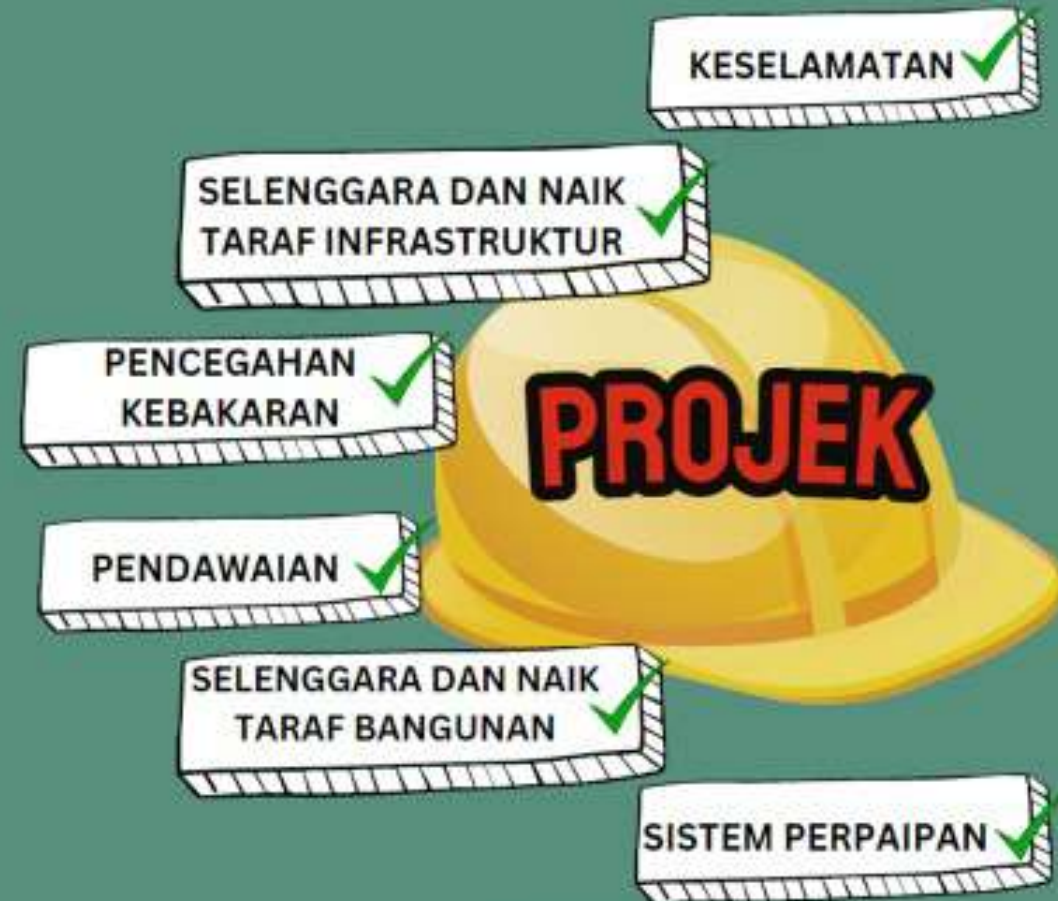 KESELAMATAN
SELENGGARA DAN NAIK
TARAF INFRASTRUKTUR
PENCEGAHAN
KEBAKARAN
PROJEK
PENDAWAIAN
SELENGGARA DAN NAIK
TARAF BANGUNAN
SISTEM PERPAIPAN